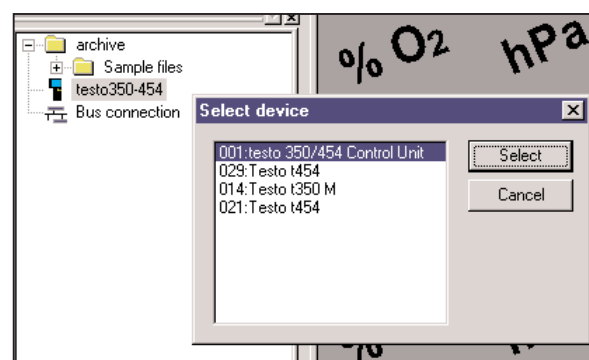 archive
Sample files
testo350-454
Bus connection
% O2 hPa
Select device
001:testo 350/454 Control Unit
029:Testo t454
014:Testo t350 M
021:Testo t454
Select
Cancel